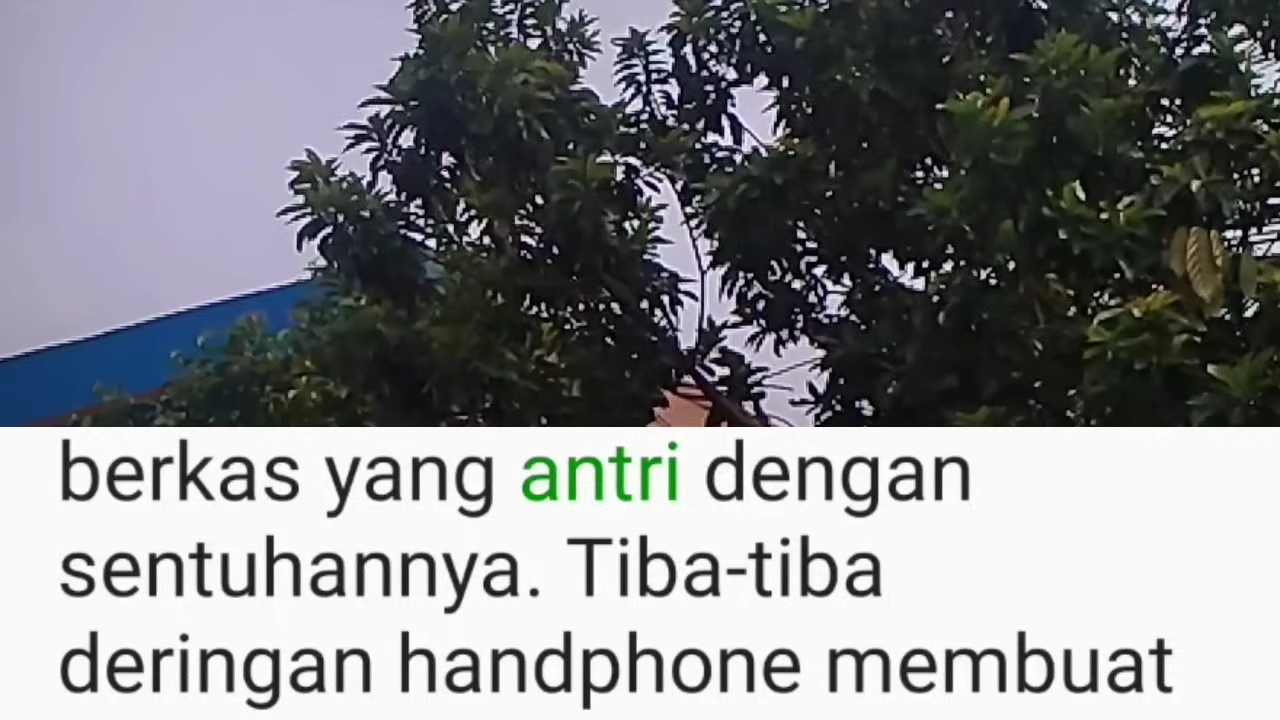 berkas yang antri dengan
sentuhannya. Tiba-tiba
deringan handphone membuat